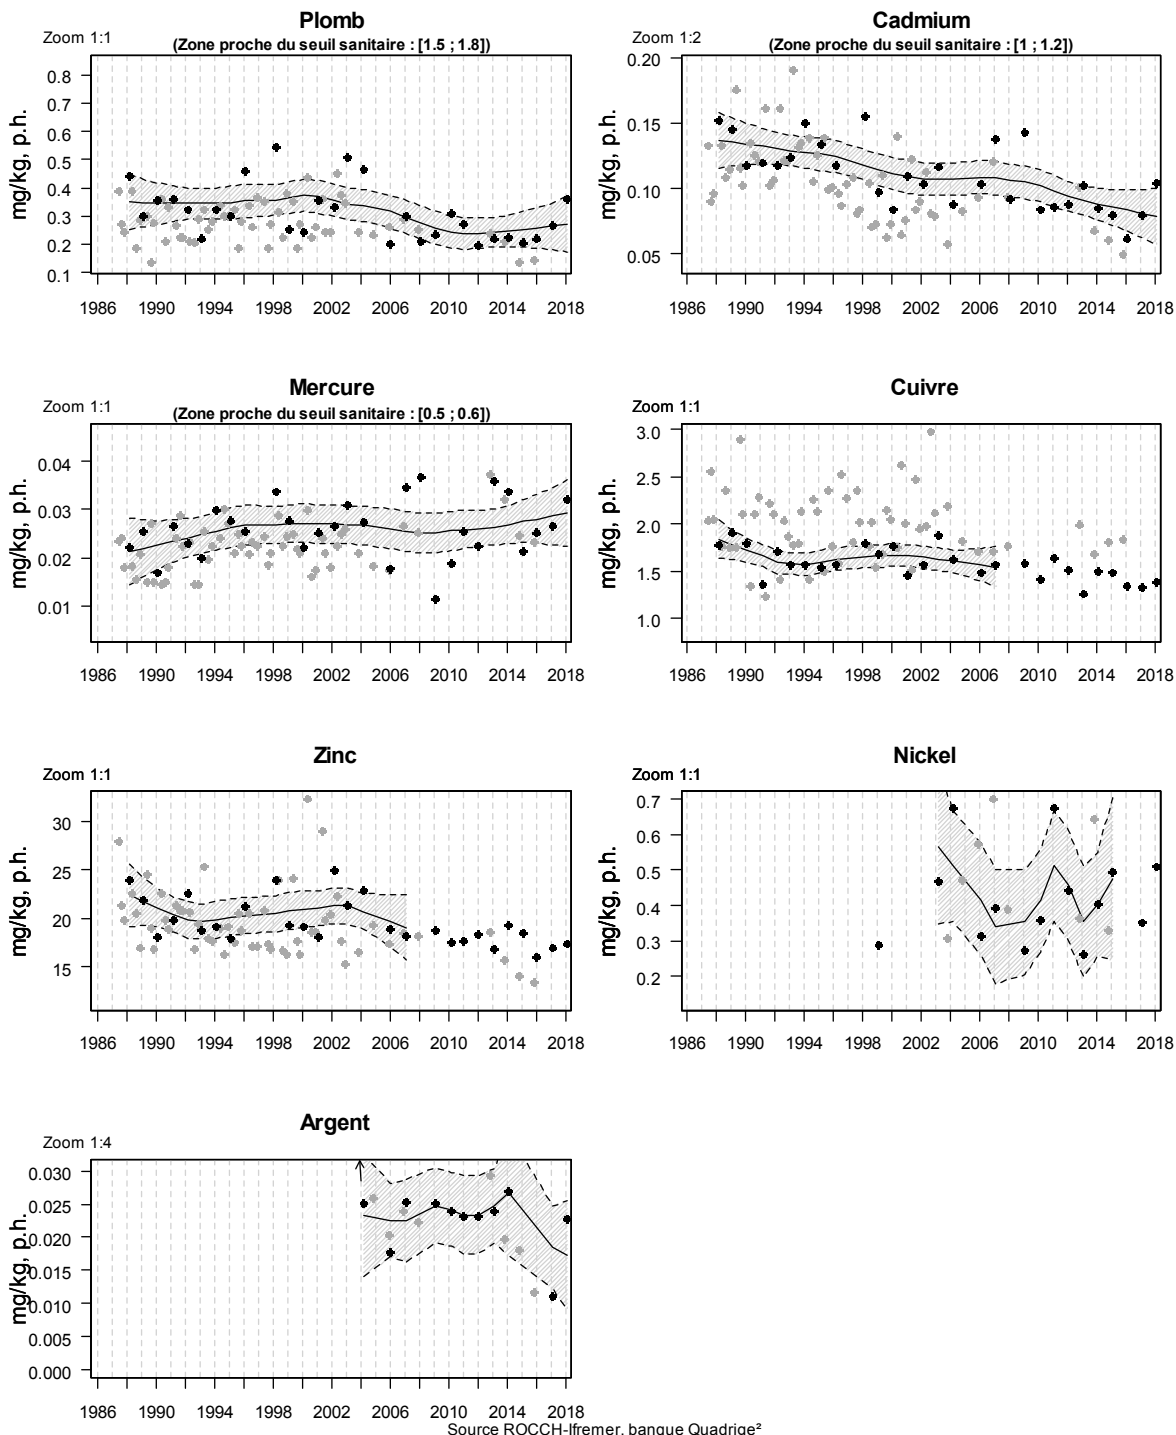 Plomb
Zoom 1:1
(Zone proche du seuil sanitaire : [1.5 ; 1.8])
mg/kg, p.h.
0.8
0.7
0.6
0.5
0.4
0.3
0.2
0.1
1986 1990 1994 1998 2002 2006 2010 2014 2018
Cadmium
Zoom 1:2
(Zone proche du seuil sanitaire : [1 ; 1.2])
mg/kg, p.h.
0.20
0.15
0.10
0.05
1986 1990 1994 1998 2002 2006 2010 2014 2018
Mercure
Zoom 1:1
(Zone proche du seuil sanitaire : [0.5 ; 0.6])
mg/kg, p.h.
0.04
0.03
0.02
0.01
1986 1990 1994 1998 2002 2006 2010 2014 2018
Cuivre
Zoom 1:1
mg/kg, p.h.
3.0
2.5
2.0
1.5
1.0
1986 1990 1994 1998 2002 2006 2010 2014 2018
Zinc
Zoom 1:1
mg/kg, p.h.
30
25
20
15
1986 1990 1994 1998 2002 2006 2010 2014 2018
Nickel
Zoom 1:1
mg/kg, p.h.
0.7
0.6
0.5
0.4
0.3
0.2
1986 1990 1994 1998 2002 2006 2010 2014 2018
Argent
Zoom 1:4
mg/kg, p.h.
0.030
0.025
0.020
0.015
0.010
0.005
0.000
1986 1990 1994 1998 2002 2006 2010 2014 2018
Source ROCCH-Ifremer, banque Quadrige²